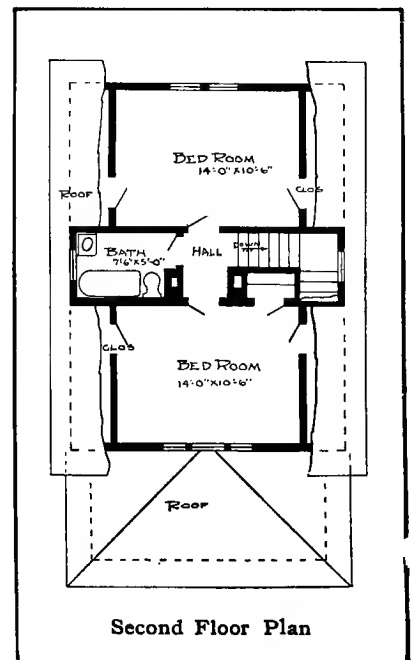 BED ROOM
14'-0"X10'-6"
ROOF
CLOS
BATH
7'6"X5'-0"
HALL
DOWN
CLOS
BED ROOM
14'-0"X10'-6"
ROOF
Second Floor Plan